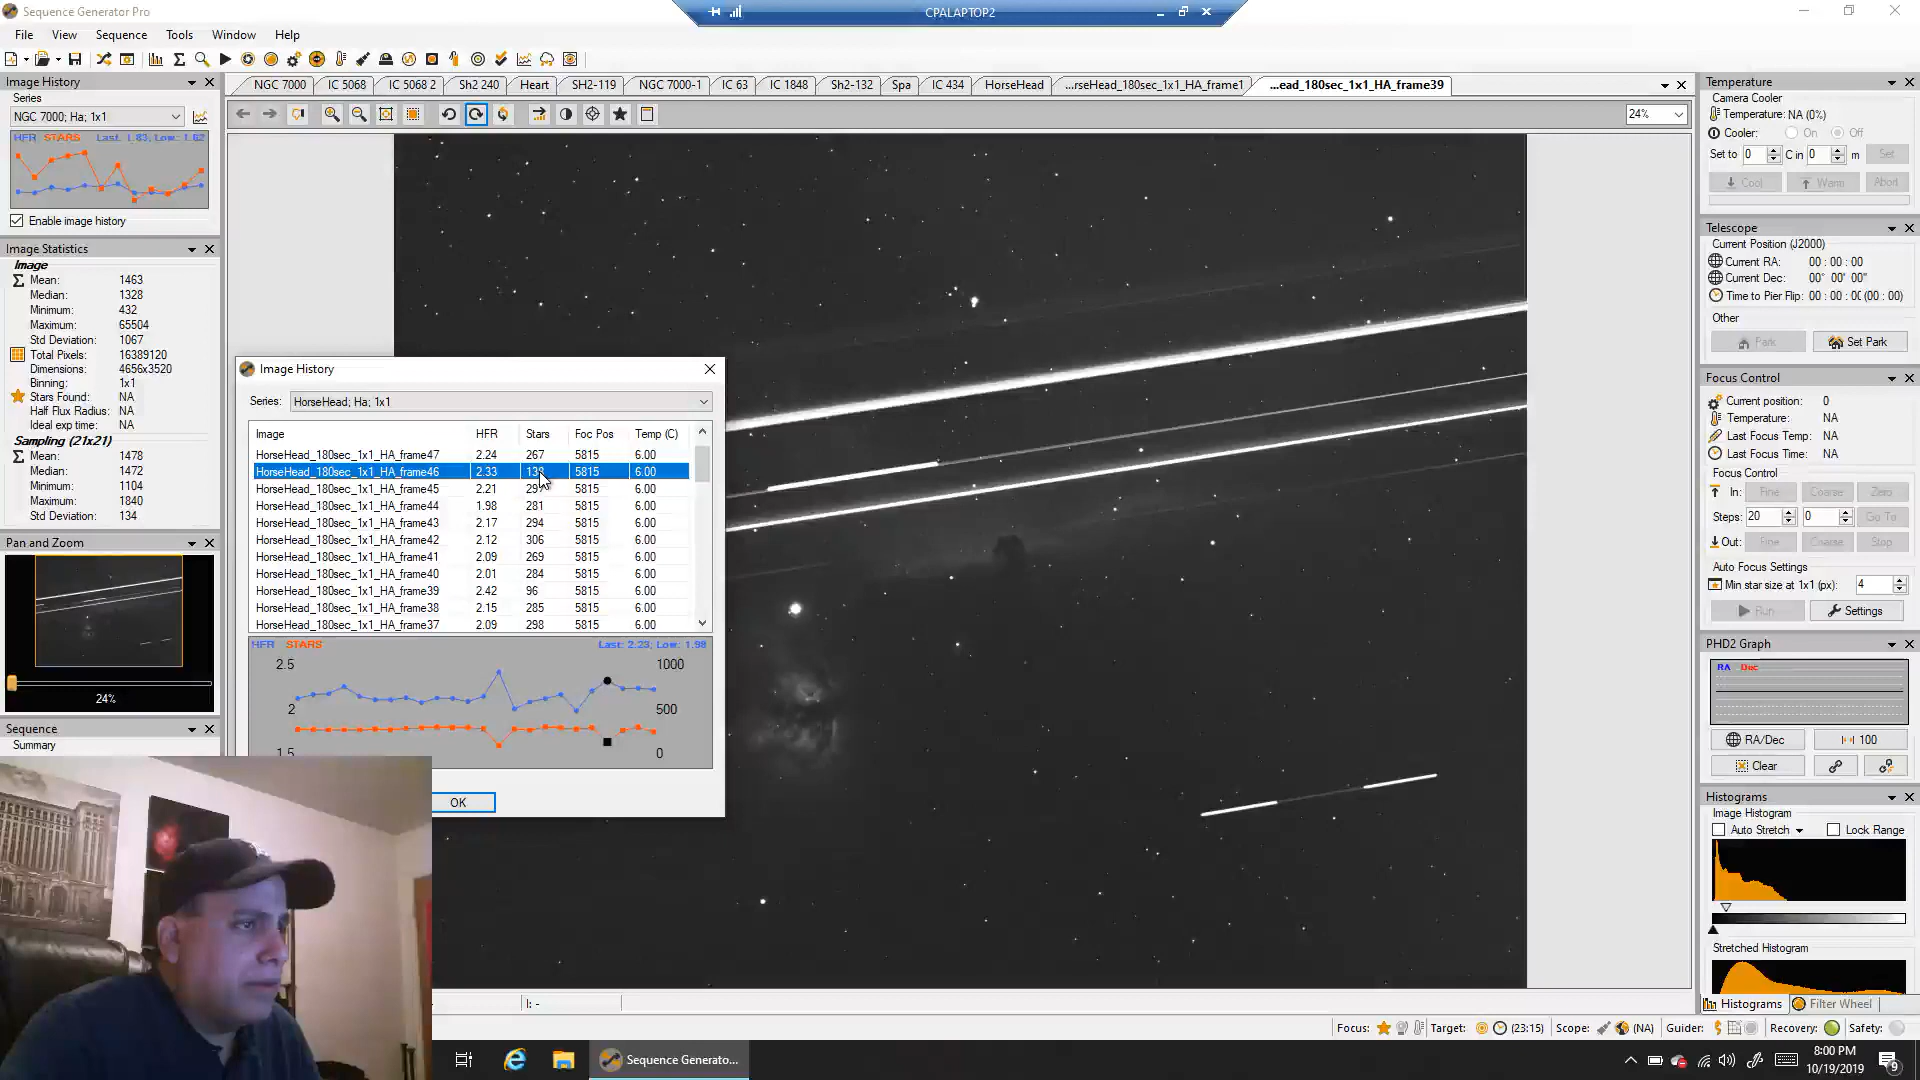 Sequence Generator Pro
CPALAPTOP2
File View Sequence Tools Window Help
Image History
Series
NGC 7000; Ha; 1x1
HFR STARS Last: 1.83; Low: 1.62
Enable image history
Image Statistics
Image
Mean: 1463
Median: 1328
Minimum: 432
Maximum: 65504
Std Deviation: 1067
Total Pixels: 16389120
Dimensions: 4656x3520
Binning: 1x1
Stars Found: NA
Half Flux Radius: NA
Ideal exp time: NA
Sampling (21x21)
Mean: 1478
Median: 1472
Minimum: 1104
Maximum: 1840
Std Deviation: 134
Pan and Zoom
24%
Sequence
Summary
NGC 7000 IC 5068 IC 5068 2 Sh2 240 Heart SH2-119 NGC 7000-1 IC 63 IC 1848 Sh2-132 Spa IC 434 HorseHead ...rseHead_180sec_1x1_HA_frame1 ...ead_180sec_1x1_HA_frame39
24%
Image History
Series: HorseHead; Ha; 1x1
Image HFR Stars Foc Pos Temp (C)
HorseHead_180sec_1x1_HA_frame47 2.24 267 5815 6.00
HorseHead_180sec_1x1_HA_frame46 2.33 5815 6.00
HorseHead_180sec_1x1_HA_frame45 2.21 5815 6.00
HorseHead_180sec_1x1_HA_frame44 1.98 281 5815 6.00
HorseHead_180sec_1x1_HA_frame43 2.17 294 5815 6.00
HorseHead_180sec_1x1_HA_frame42 2.12 306 5815 6.00
HorseHead_180sec_1x1_HA_frame41 2.09 269 5815 6.00
HorseHead_180sec_1x1_HA_frame40 2.01 284 5815 6.00
HorseHead_180sec_1x1_HA_frame39 2.42 96 5815 6.00
HorseHead_180sec_1x1_HA_frame38 2.15 285 5815 6.00
HorseHead_180sec_1x1_HA_frame37 2.09 298 5815 6.00
HFR STARS Last: 2.23; Low: 1.98
2.5 1000
2 500
1.5 0
OK
I: -
Temperature
Camera Cooler
Temperature: NA (0%)
Cooler: On Off
Set to 0 C in 0 m Set
Cool Warm Abort
Telescope
Current Position (J2000)
Current RA: 00 : 00 : 00
Current Dec: 00° 00' 00"
Time to Pier Flip: 00 : 00 : 0( (00 : 00)
Other
Park Set Park
Focus Control
Current position: 0
Temperature: NA
Last Focus Temp: NA
Last Focus Time: NA
Focus Control
In: Fine Coarse Zero
Steps: 20 0 Go To
Out: Fine Coarse Stop
Auto Focus Settings
Min star size at 1x1 (px): 4
Run Settings
PHD2 Graph
RA Dec
RA/Dec 100
Clear
Histograms
Image Histogram
Auto Stretch Lock Range
Stretched Histogram
Histograms Filter Wheel
Focus: Target: (23:15) Scope: (NA) Guider: Recovery: Safety:
Sequence Generato...
8:00 PM
10/19/2019
9